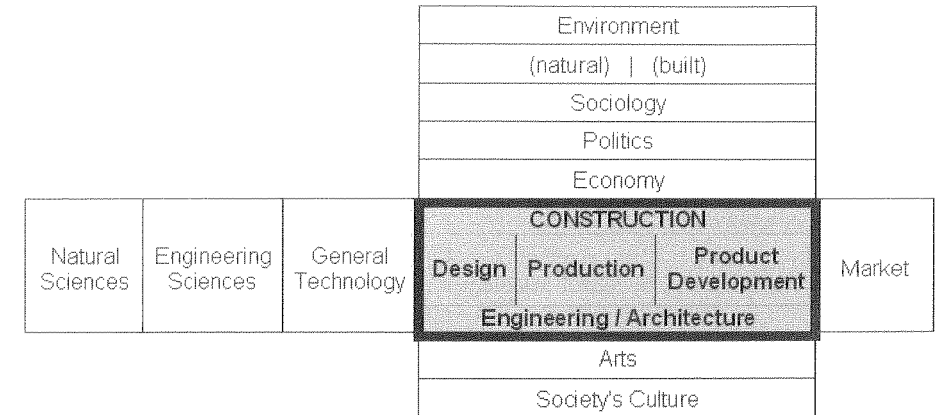 Environment
(natural) | (built)
Sociology
Politics
Economy
Natural
Sciences
Engineering
Sciences
General
Technology
CONSTRUCTION
Design
Production
Product
Development
Engineering / Architecture
Market
Arts
Society's Culture